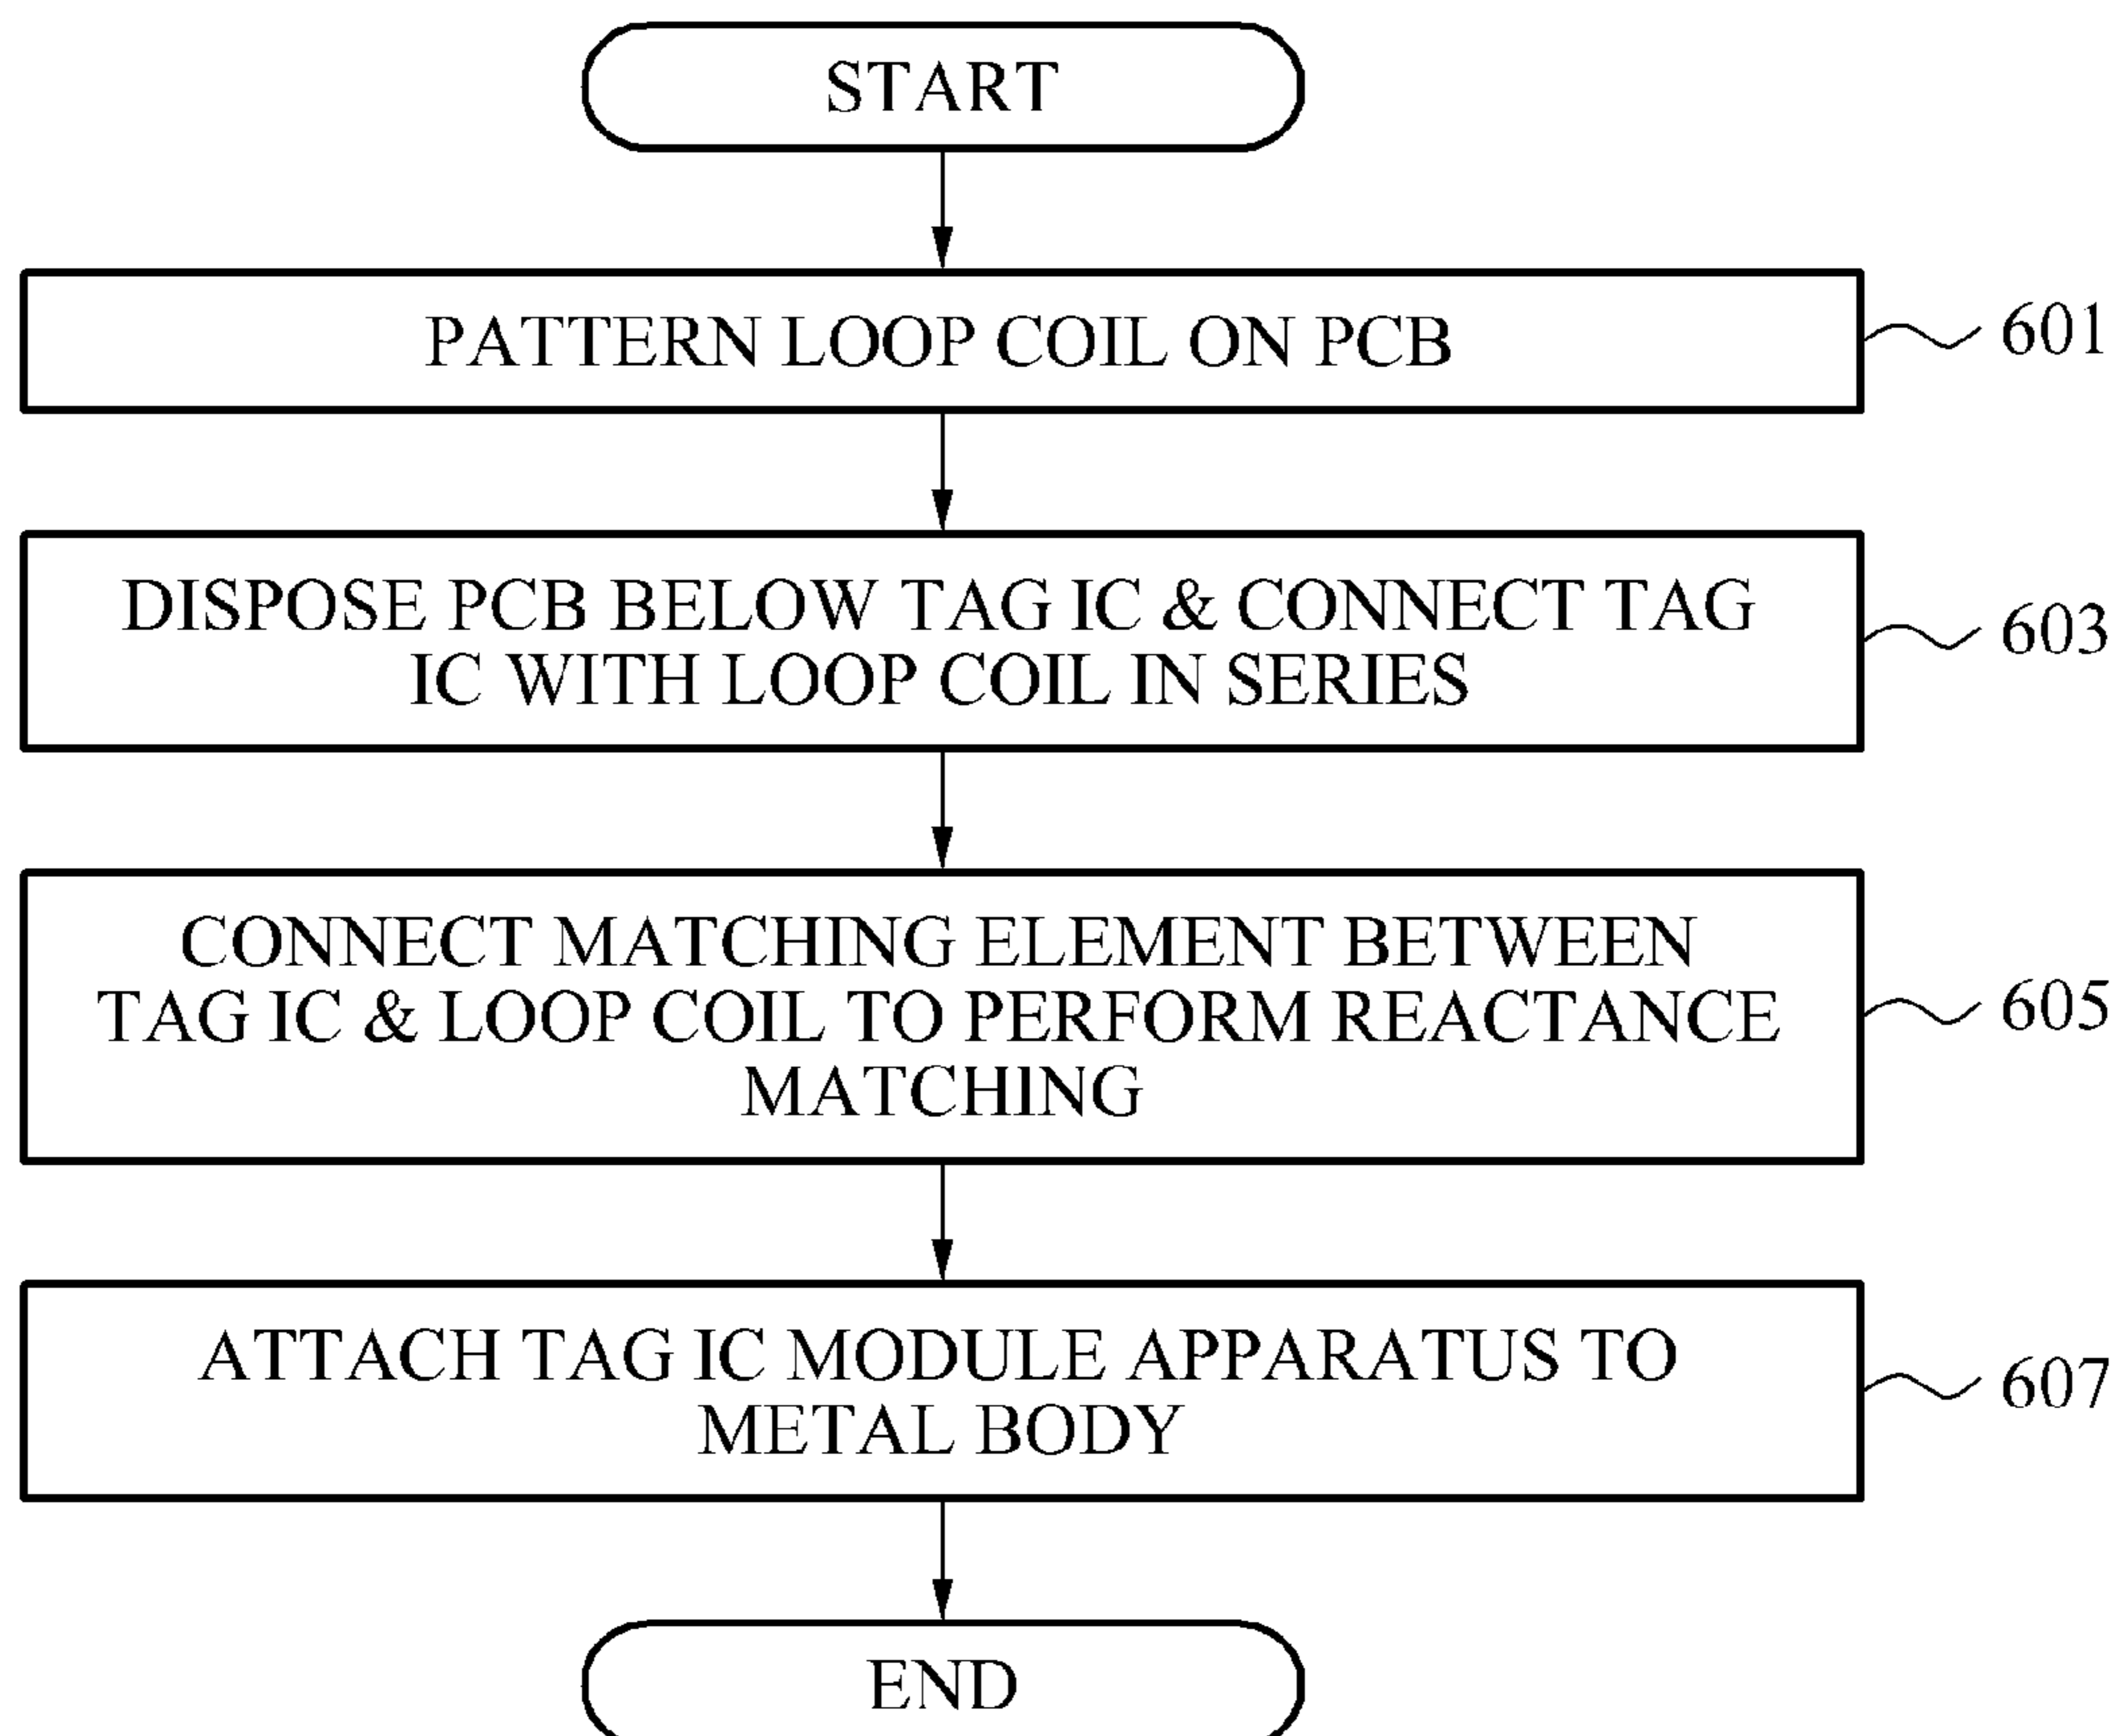 START
PATTERN LOOP COIL ON PCB
601
DISPOSE PCB BELOW TAG IC & CONNECT TAG
IC WITH LOOP COIL IN SERIES
603
CONNECT MATCHING ELEMENT BETWEEN
TAG IC & LOOP COIL TO PERFORM REACTANCE
MATCHING
605
ATTACH TAG IC MODULE APPARATUS TO
METAL BODY
607
END